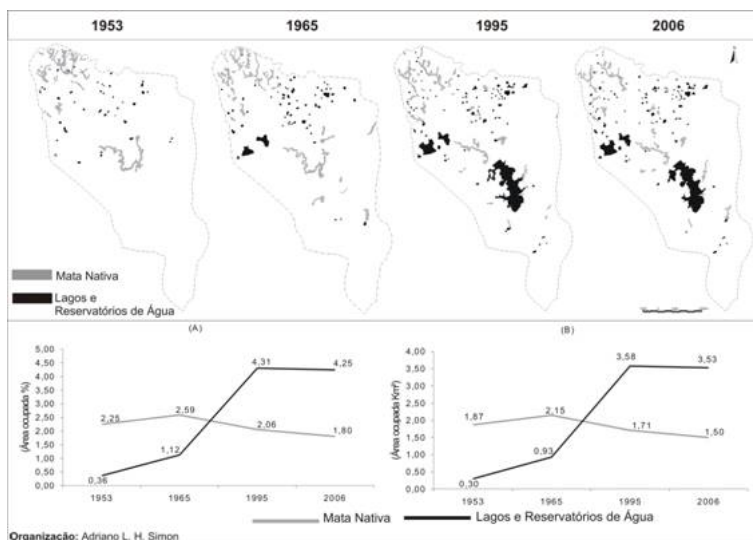 1953 1965 1995 2006
Mata Nativa
Lagos e
Reservatórios de Água
(A) (B)
(Área ocupada %)
5,00
4,50
4,00
3,50
3,00
2,50
2,00
1,50
1,00
0,50
0,00
2,25 2,59 2,06 1,80
0,36 1,12 4,31 4,25
1953 1965 1995 2006
(Área ocupada Km²)
4,00
3,50
3,00
2,50
2,00
1,50
1,00
0,50
0,00
1,87 2,15 1,71 1,50
0,30 0,93 3,58 3,53
1953 1965 1995 2006
Mata Nativa Lagos e Reservatórios de Água
Organização: Adriano L. H. Simon